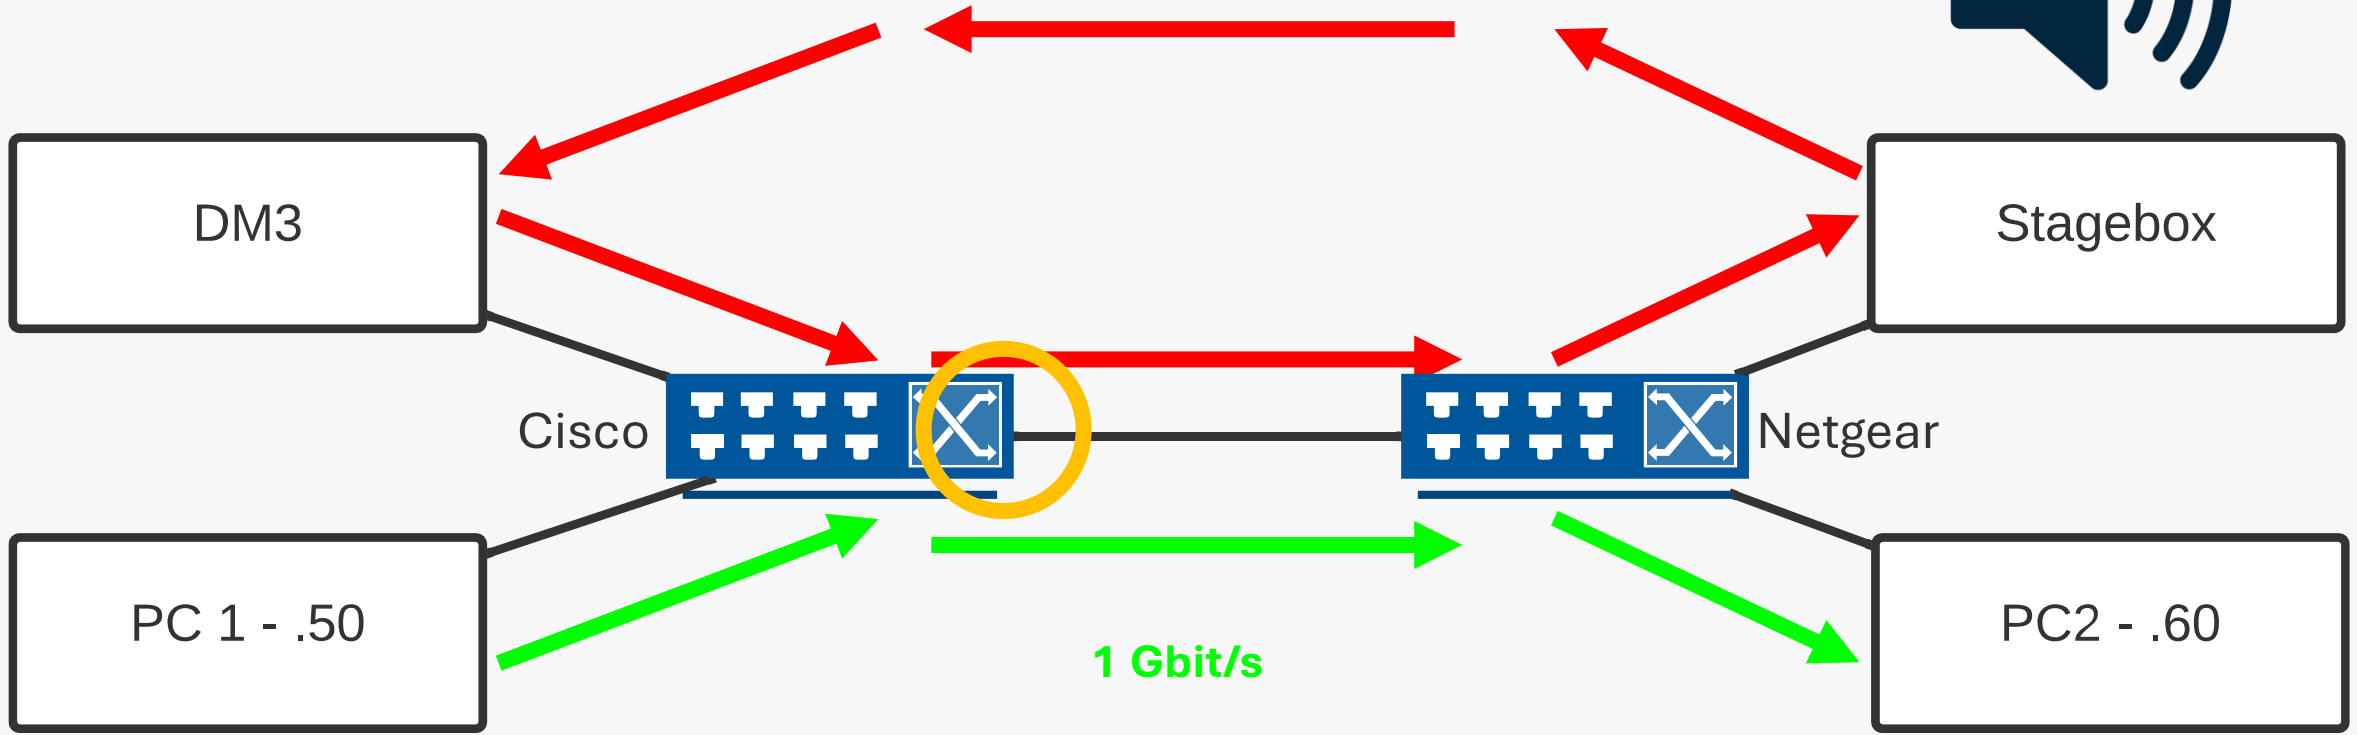 DM3
Stagebox
Cisco
Netgear
PC 1 - .50
PC2 - .60
1 Gbit/s